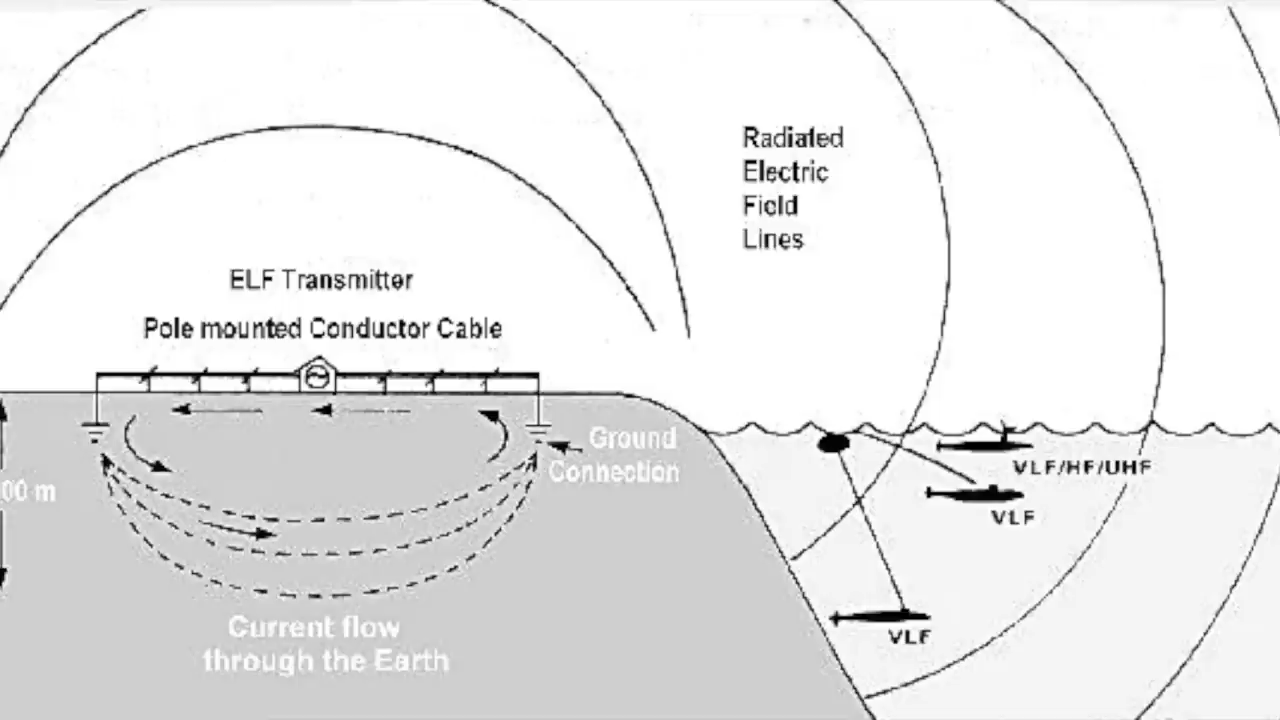 Radiated
Electric
Field
Lines
ELF Transmitter
Pole mounted Conductor Cable
Ground
Connection
00 m
VLF/HF/UHF
VLF
VLF
Current flow
through the Earth